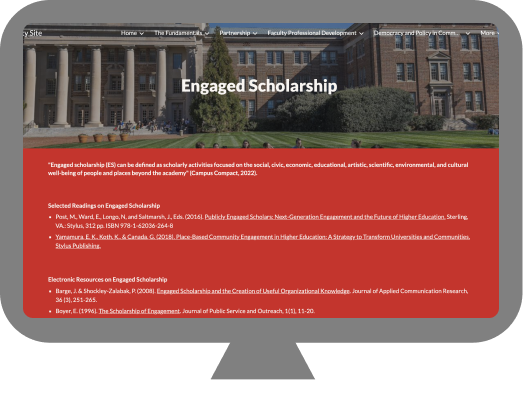 y Site
Home The Fundamentals Partnership Faculty Professional Development Democracy and Policy in Comm... More
Engaged Scholarship
"Engaged scholarship (ES) can be defined as scholarly activities focused on the social, civic, economic, educational, artistic, scientific, environmental, and cultural
well-being of people and places beyond the academy" (Campus Compact, 2022).
Selected Readings on Engaged Scholarship
• Post, M., Ward, E., Longo, N, and Saltmarsh, J., Eds. (2016). Publicly Engaged Scholars: Next-Generation Engagement and the Future of Higher Education. Sterling,
VA.: Stylus, 312 pp. ISBN 978-1-62036-264-8
• Yamamura, E. K., Koth, K., & Canada, G. (2018). Place-Based Community Engagement in Higher Education: A Strategy to Transform Universities and Communities.
Stylus Publishing.
Electronic Resources on Engaged Scholarship
• Barge, J. & Shockley-Zalabak, P. (2008). Engaged Scholarship and the Creation of Useful Organizational Knowledge. Journal of Applied Communication Research,
36 (3), 251-265.
• Boyer, E. (1996). The Scholarship of Engagement. Journal of Public Service and Outreach, 1(1), 11-20.